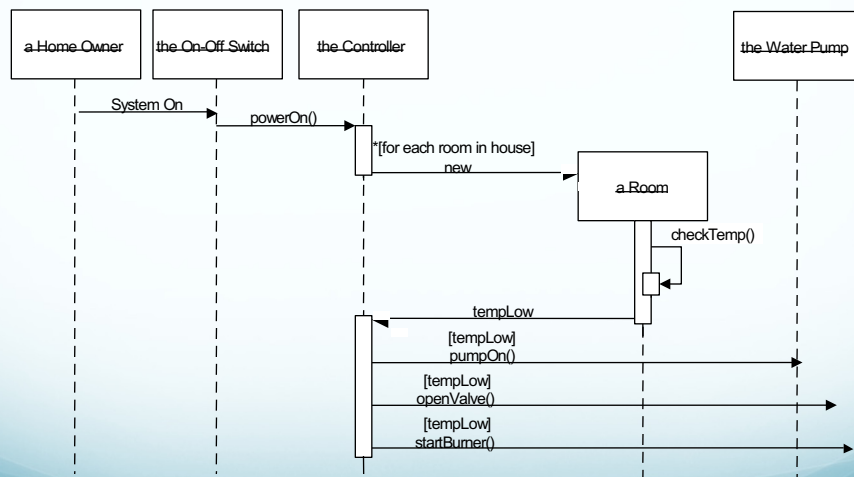 a Home Owner
the On-Off Switch
the Controller
the Water Pump
System On
powerOn()
*[for each room in house]
new
a Room
checkTemp()
tempLow
[tempLow]
pumpOn()
[tempLow]
openValve()
[tempLow]
startBurner()